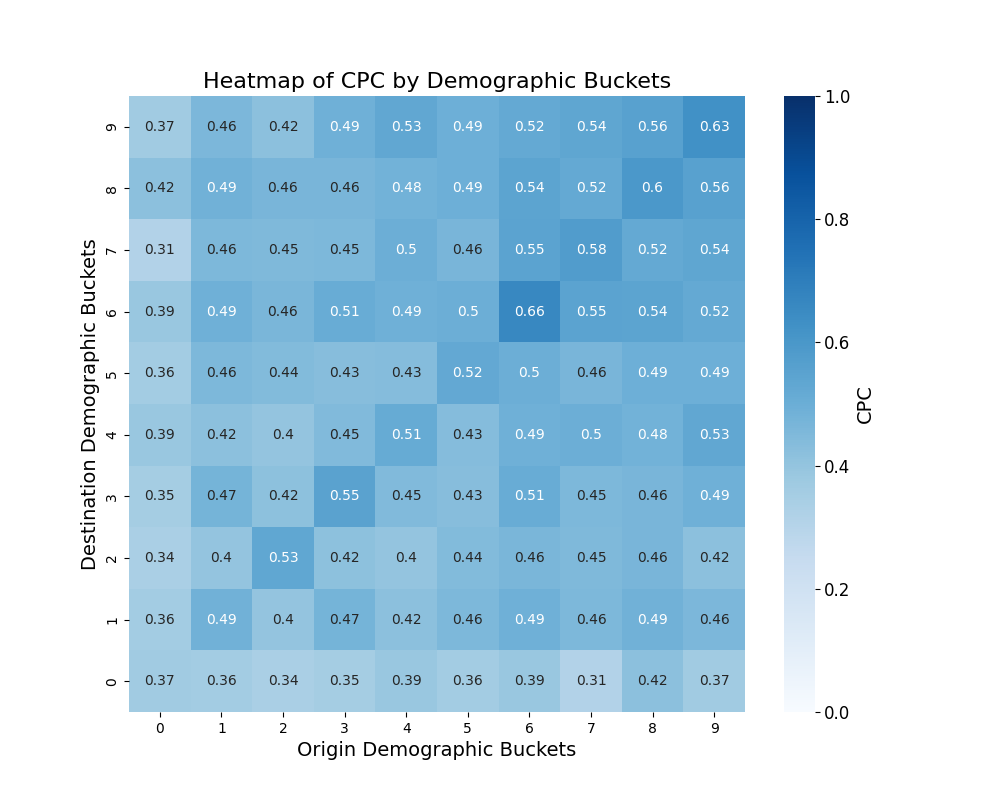 Heatmap of CPC by Demographic Buckets
9 0.37 0.46 0.42 0.49 0.53 0.49 0.52 0.54 0.56 0.63
8 0.42 0.49 0.46 0.46 0.48 0.49 0.54 0.52 0.6 0.56
7 0.31 0.46 0.45 0.45 0.5 0.46 0.55 0.58 0.52 0.54
6 0.39 0.49 0.46 0.51 0.49 0.5 0.66 0.55 0.54 0.52
5 0.36 0.46 0.44 0.43 0.43 0.52 0.5 0.46 0.49 0.49
4 0.39 0.42 0.4 0.45 0.51 0.43 0.49 0.5 0.48 0.53
3 0.35 0.47 0.42 0.55 0.45 0.43 0.51 0.45 0.46 0.49
2 0.34 0.4 0.53 0.42 0.4 0.44 0.46 0.45 0.46 0.42
1 0.36 0.49 0.4 0.47 0.42 0.46 0.49 0.46 0.49 0.46
0 0.37 0.36 0.34 0.35 0.39 0.36 0.39 0.31 0.42 0.37
0 1 2 3 4 5 6 7 8 9
Origin Demographic Buckets
Destination Demographic Buckets
1.0
0.8
0.6
0.4
0.2
0.0
CPC